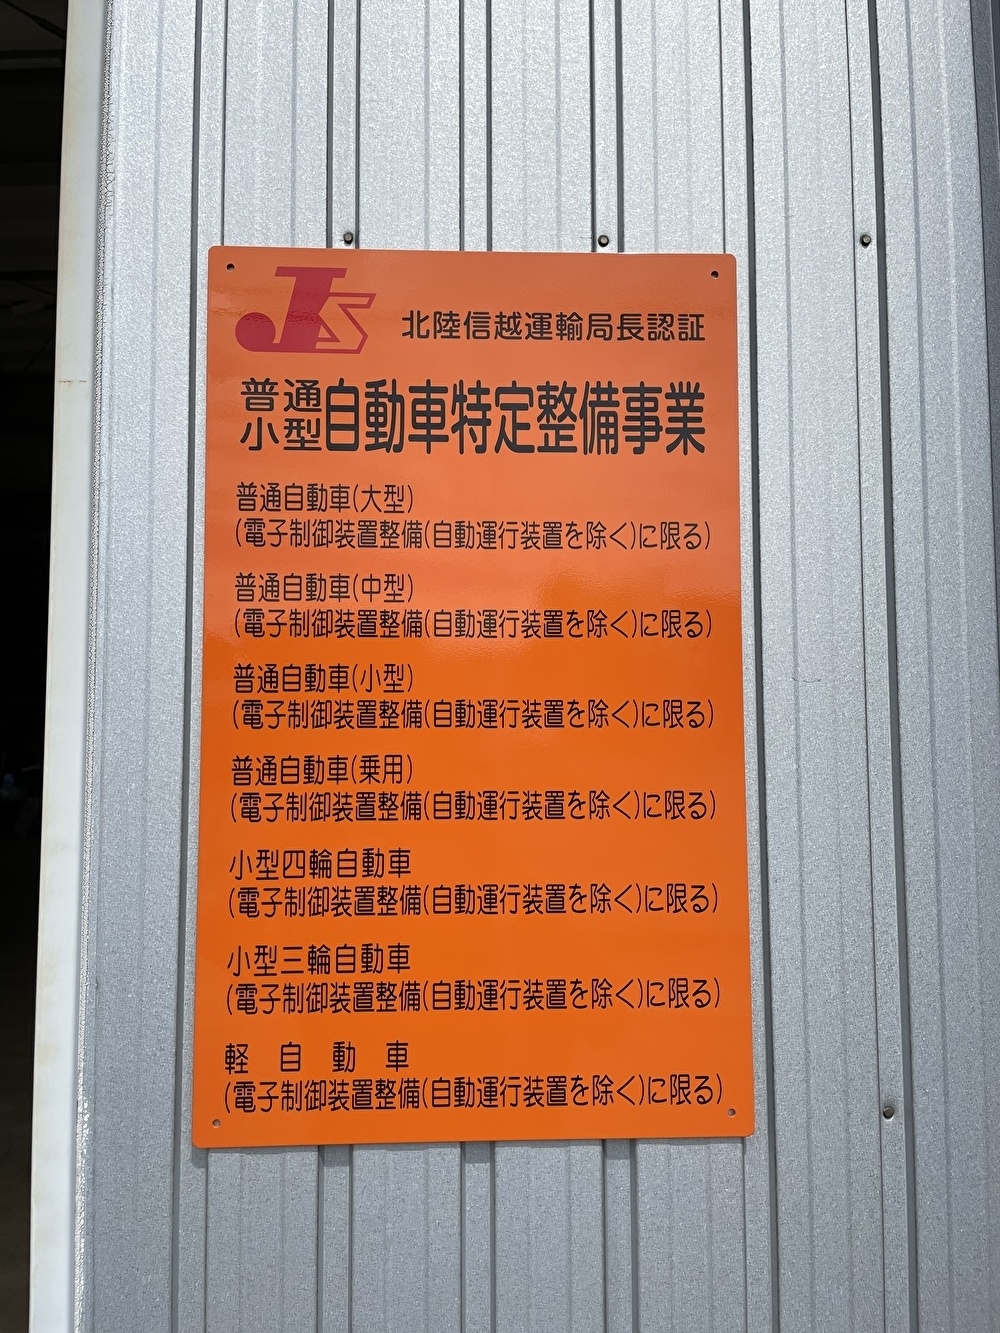 JS
北陸信越運輸局長認証
普通
小型自動車特定整備事業
普通自動車(大型)
(電子制御装置整備(自動運行装置を除く)に限る)
普通自動車(中型)
(電子制御装置整備(自動運行装置を除く)に限る)
普通自動車(小型)
(電子制御装置整備(自動運行装置を除く)に限る)
普通自動車(乗用)
(電子制御装置整備(自動運行装置を除く)に限る)
小型四輪自動車
(電子制御装置整備(自動運行装置を除く)に限る)
小型三輪自動車
(電子制御装置整備(自動運行装置を除く)に限る)
軽自動車
(電子制御装置整備(自動運行装置を除く)に限る)